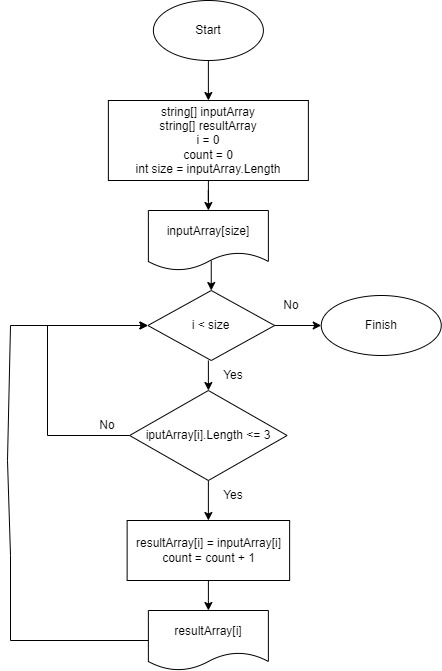 Start
string[] inputArray
string[] resultArray
i = 0
count = 0
int size = inputArray.Length
inputArray[size]
i < size
No
Finish
Yes
iputArray[i].Length <= 3
No
Yes
resultArray[i] = inputArray[i]
count = count + 1
resultArray[i]